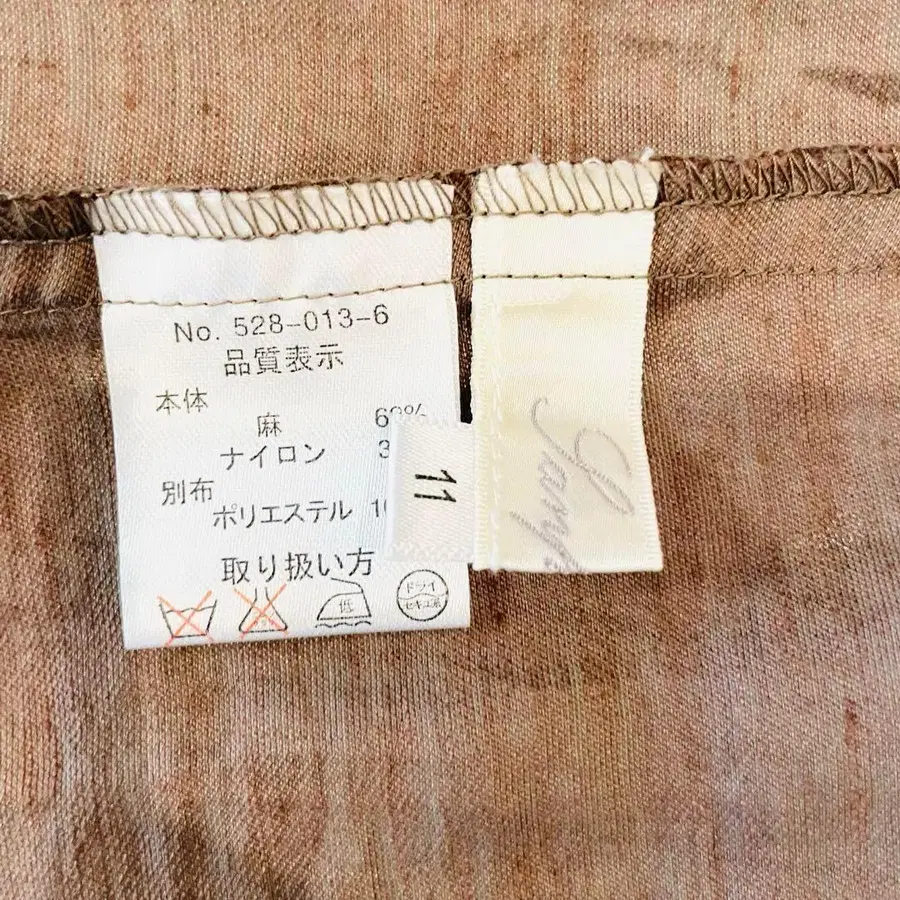 No. 528-013-6
品質表示
本体
麻
ナイロン
別布
ポリエステル
取り扱い方
低
ドライ
セキユ系
11